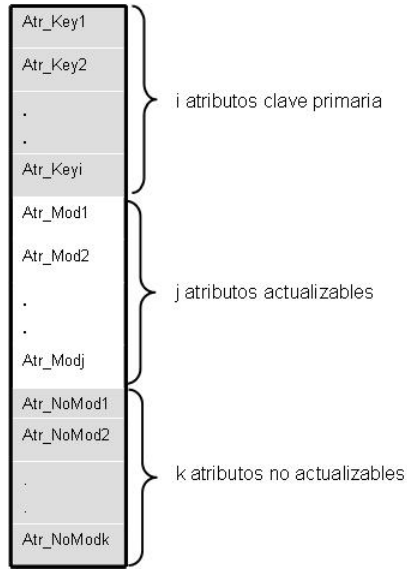 Atr_Key1
Atr_Key2
.
.
Atr_Keyi
i atributos clave primaria
Atr_Mod1
Atr_Mod2
.
.
Atr_Modj
j atributos actualizables
Atr_NoMod1
Atr_NoMod2
.
.
Atr_NoModk
k atributos no actualizables